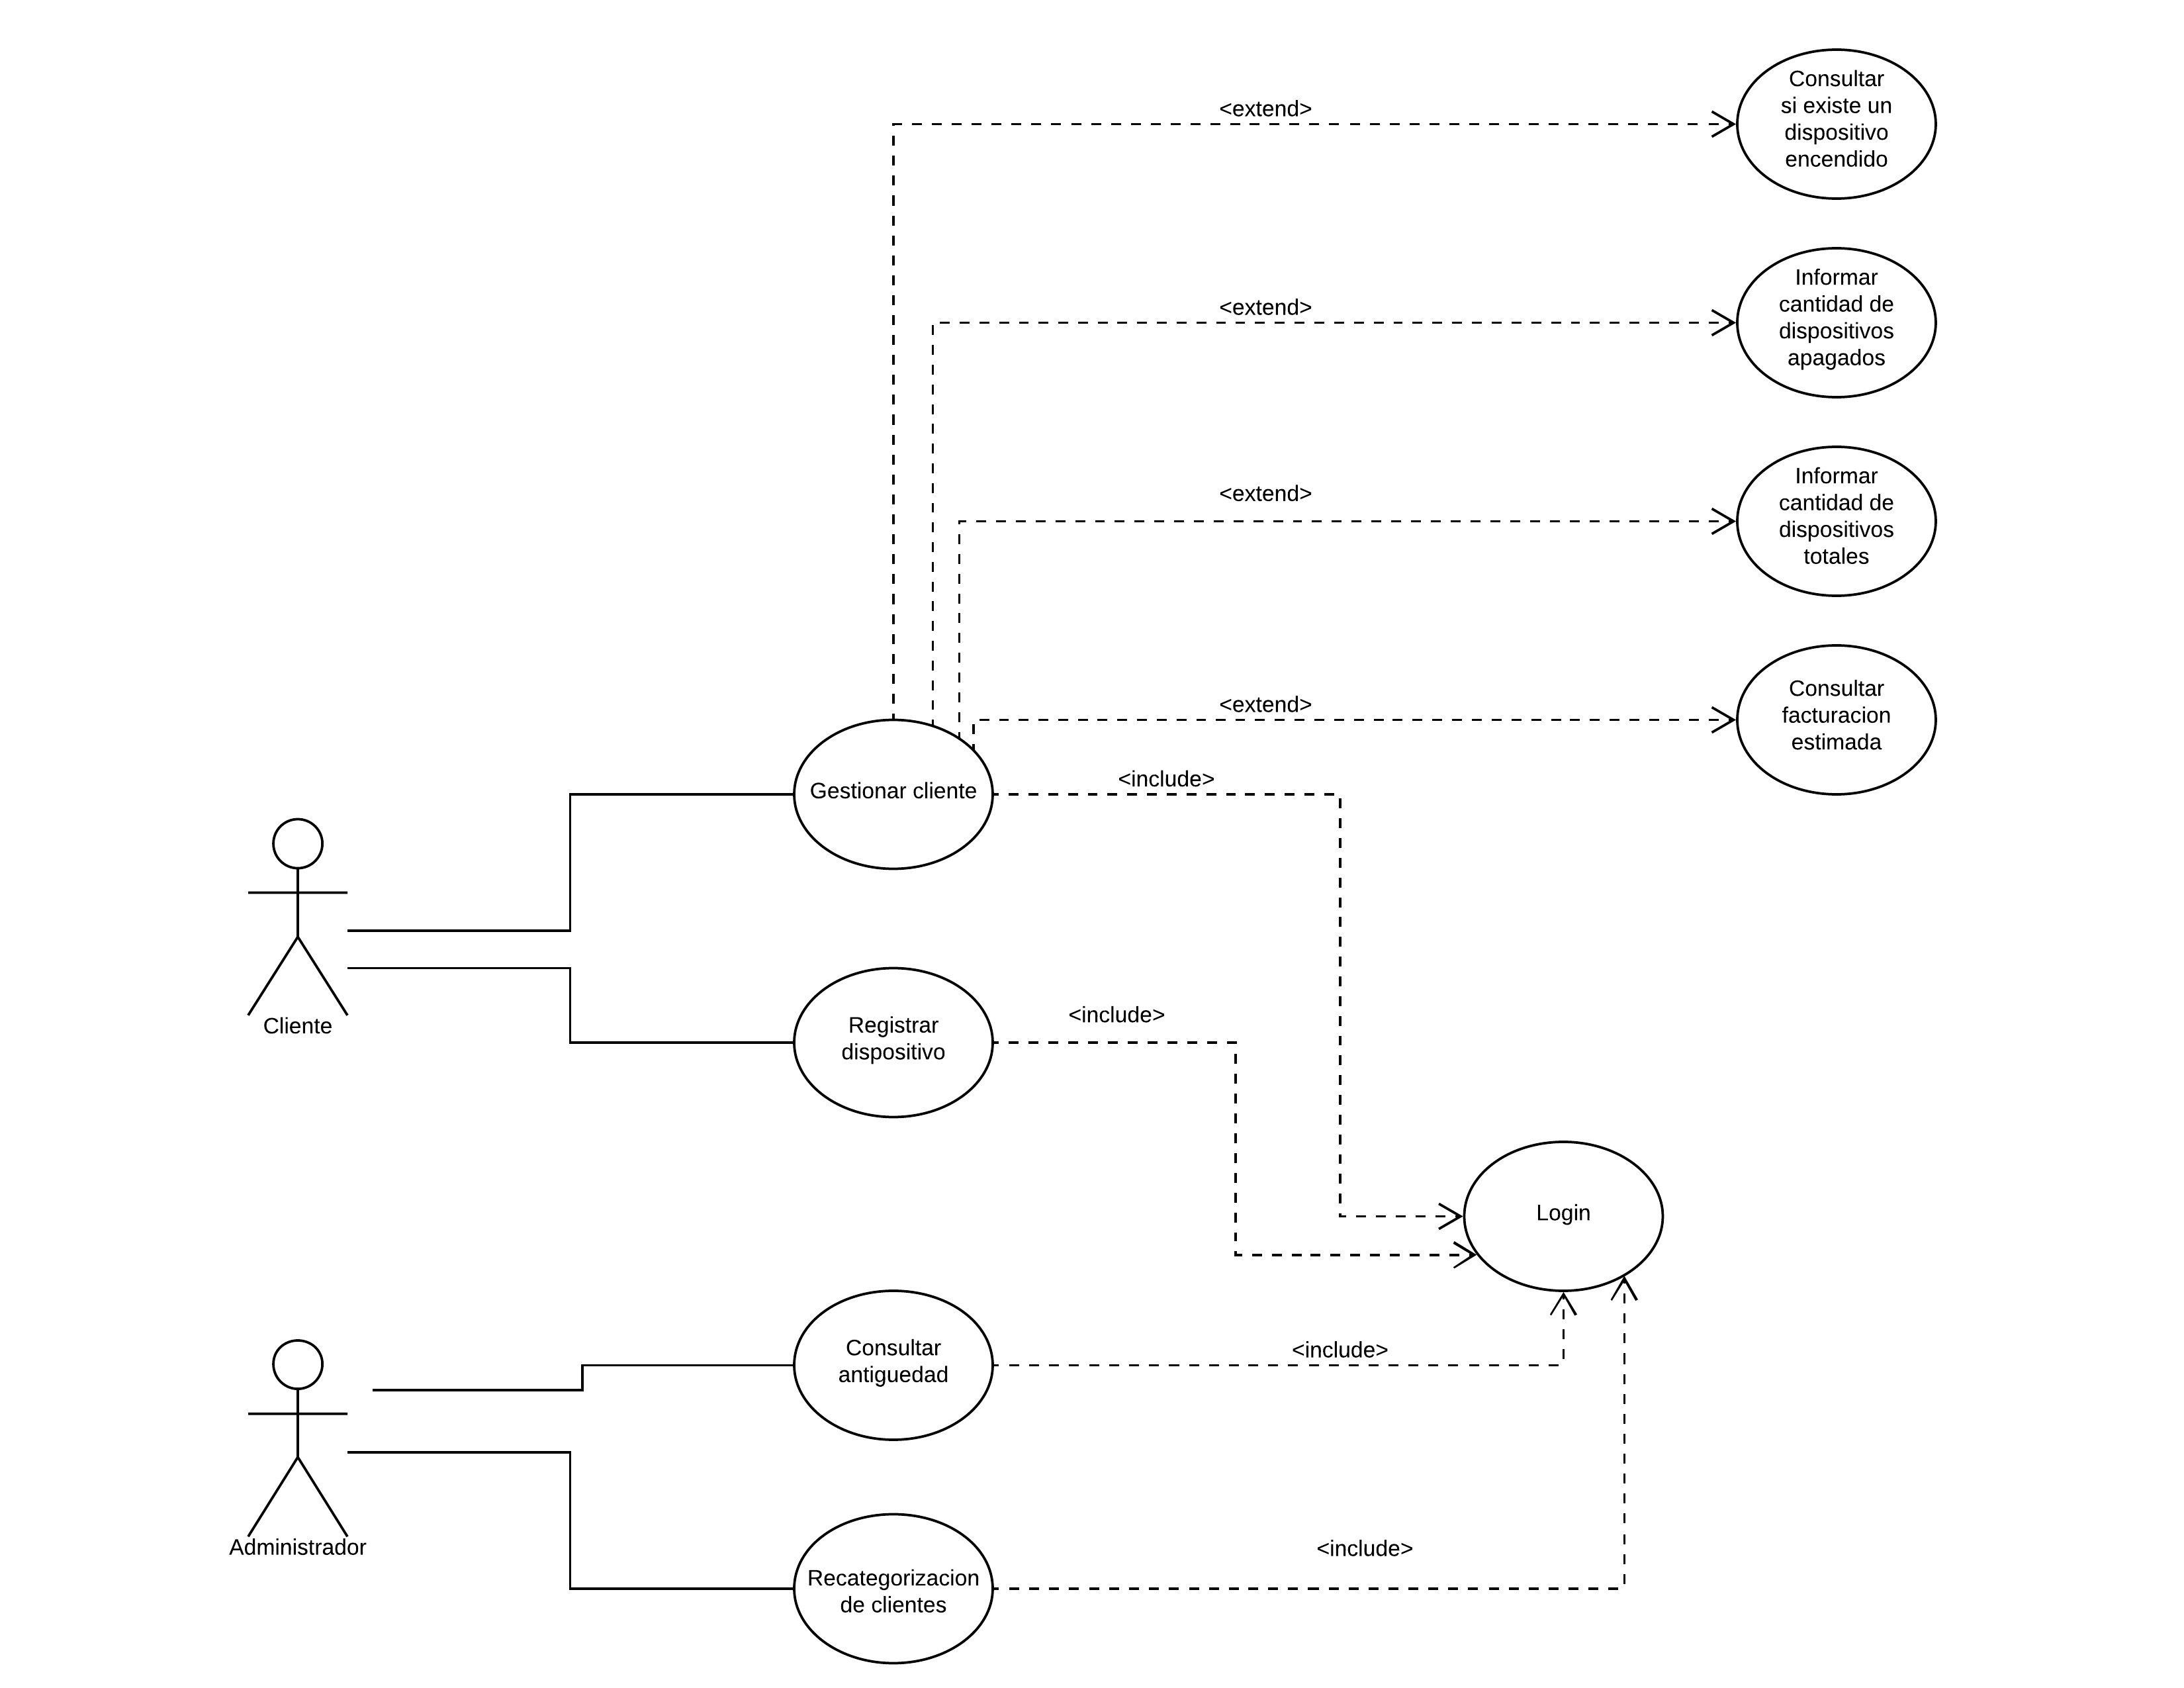 <extend>
Consultar
si existe un
dispositivo
encendido
<extend>
Informar
cantidad de
dispositivos
apagados
<extend>
Informar
cantidad de
dispositivos
totales
<extend>
Consultar
facturacion
estimada
Gestionar cliente
<include>
Cliente
Registrar
dispositivo
<include>
Login
Consultar
antiguedad
<include>
Administrador
Recategorizacion
de clientes
<include>